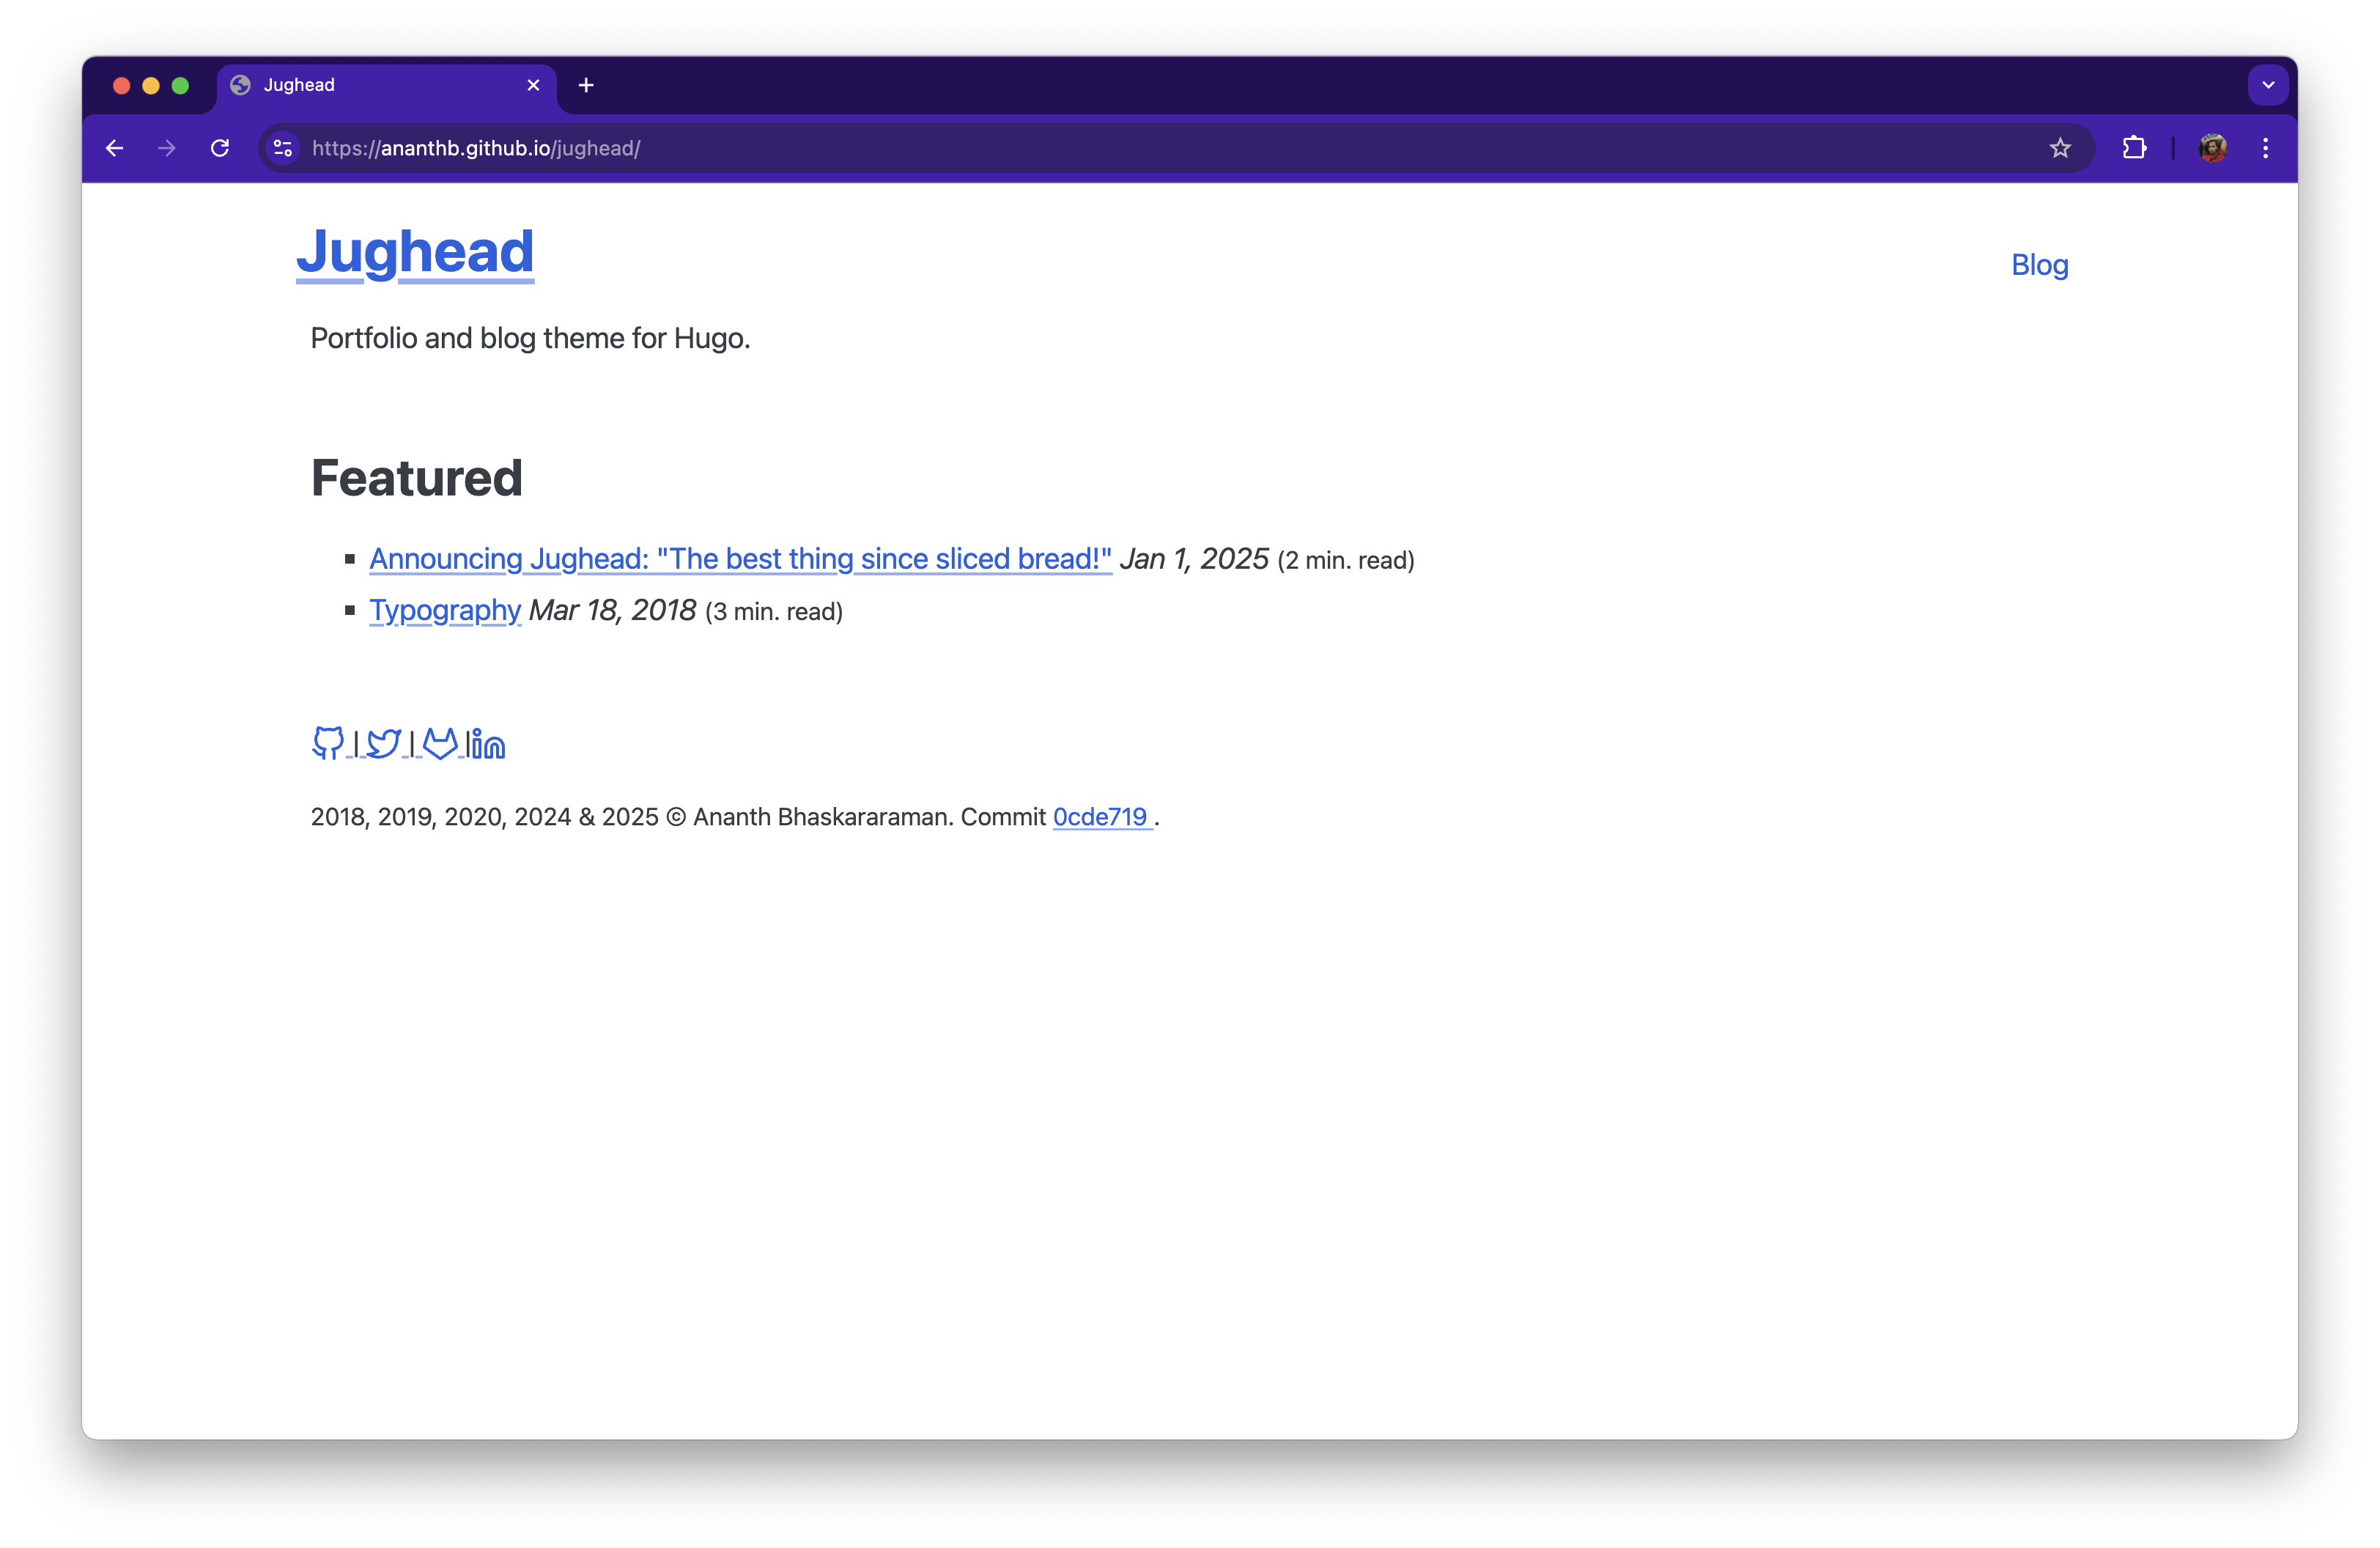 Jughead
https://ananthb.github.io/jughead/
Jughead
Blog
Portfolio and blog theme for Hugo.
Featured
▪ Announcing Jughead: "The best thing since sliced bread!" Jan 1, 2025 (2 min. read)
▪ Typography Mar 18, 2018 (3 min. read)
| | |
2018, 2019, 2020, 2024 & 2025 © Ananth Bhaskararaman. Commit 0cde719 .